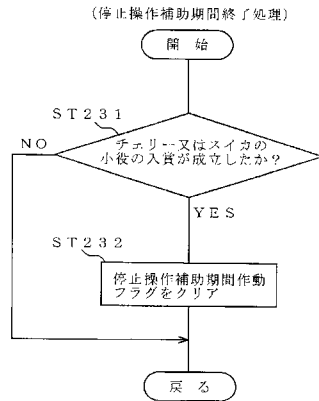 (停止操作補助期間終了処理)
開始
ST231
チェリー又はスイカの
小役の入賞が成立したか?
NO
YES
ST232
停止操作補助期間作動
フラグをクリア
戻る